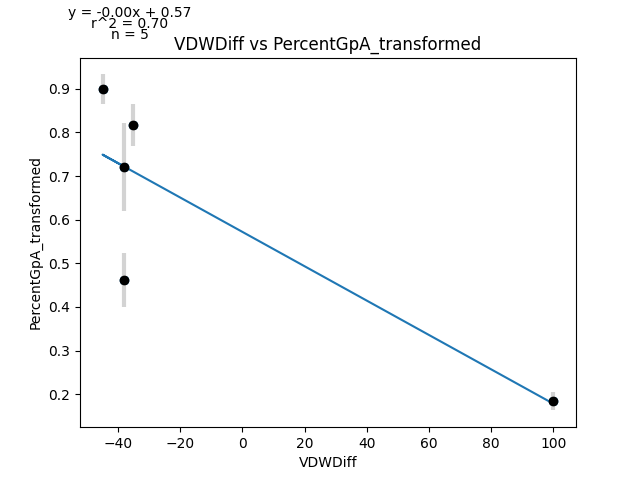 y = -0.00x + 0.57
r^2 = 0.70
n = 5
VDWDiff vs PercentGpA_transformed
PercentGpA_transformed
0.9
0.8
0.7
0.6
0.5
0.4
0.3
0.2
−40 −20 0 20 40 60 80 100
VDWDiff